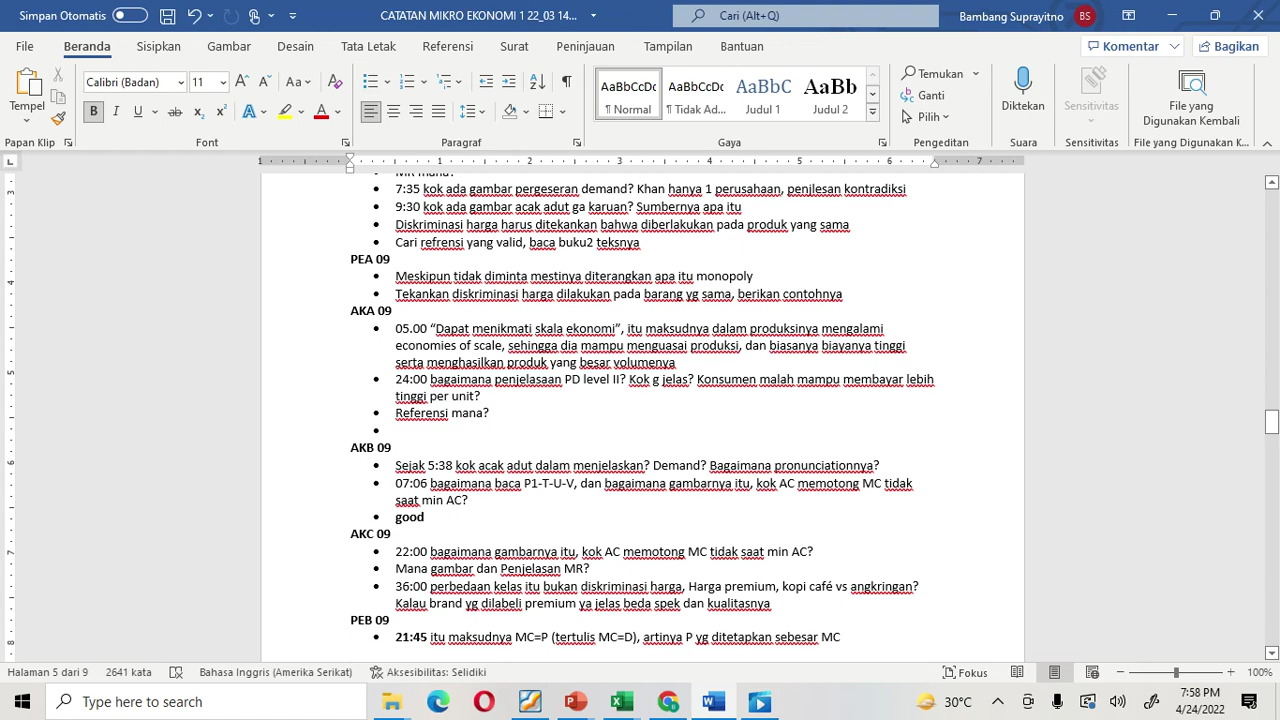 Simpan Otomatis
CATATAN MIKRO EKONOMI 1 22_03 14...
Cari (Alt+Q)
Bambang Suprayitno
BS
File
Beranda
Sisipkan
Gambar
Desain
Tata Letak
Referensi
Surat
Peninjauan
Tampilan
Bantuan
Komentar
Bagikan
Tempel
Calibri (Badan)
11
AaBbCcDc
AaBbCcDc
AaBbC
AaBb
¶ Normal
¶ Tidak Ad...
Judul 1
Judul 2
Temukan
Ganti
Pilih
Diktekan
Sensitivitas
File yang
Digunakan Kembali
Papan Klip
Font
Paragraf
Gaya
Pengeditan
Suara
Sensitivitas
File yang Digunakan K...
MR mana?
• 7:35 kok ada gambar pergeseran demand? Khan hanya 1 perusahaan, penjlesan kontradiksi
• 9:30 kok ada gambar acak adut ga karuan? Sumbernya apa itu
• Diskriminasi harga harus ditekankan bahwa diberlakukan pada produk yang sama
• Cari refrensi yang valid, baca buku2 teksnya
PEA 09
• Meskipun tidak diminta mestinya diterangkan apa itu monopoly
• Tekankan diskriminasi harga dilakukan pada barang yg sama, berikan contohnya
AKA 09
• 05.00 “Dapat menikmati skala ekonomi”, itu maksudnya dalam produksinya mengalami
economies of scale, sehingga dia mampu menguasai produksi, dan biasanya biayanya tinggi
serta menghasilkan produk yang besar volumenya
• 24:00 bagaimana penjelasaan PD level II? Kok g jelas? Konsumen malah mampu membayar lebih
tinggi per unit?
• Referensi mana?
•
AKB 09
• Sejak 5:38 kok acak adut dalam menjelaskan? Demand? Bagaimana pronunciationnya?
• 07:06 bagaimana baca P1-T-U-V, dan bagaimana gambarnya itu, kok AC memotong MC tidak
saat min AC?
• good
AKC 09
• 22:00 bagaimana gambarnya itu, kok AC memotong MC tidak saat min AC?
• Mana gambar dan Penjelasan MR?
• 36:00 perbedaan kelas itu bukan diskriminasi harga, Harga premium, kopi café vs angkringan?
Kalau brand yg dilabeli premium ya jelas beda spek dan kualitasnya
PEB 09
• 21:45 itu maksudnya MC=P (tertulis MC=D), artinya P yg ditetapkan sebesar MC
Halaman 5 dari 9
2641 kata
Bahasa Inggris (Amerika Serikat)
Aksesibilitas: Selidiki
Fokus
100%
Type here to search
30°C
7:58 PM
4/24/2022